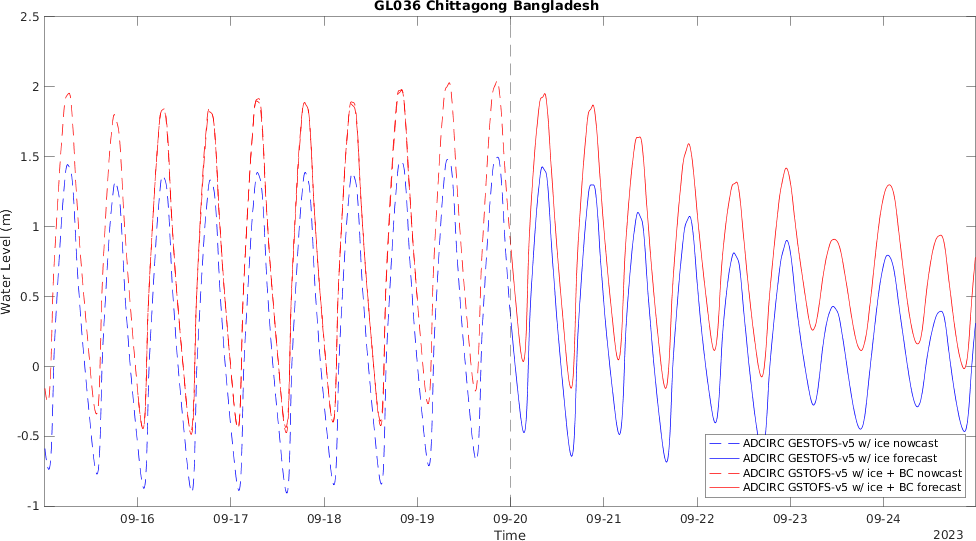 GL036 Chittagong Bangladesh
2.5
2
1.5
1
0.5
0
-0.5
-1
Water Level (m)
ADCIRC GESTOFS-v5 w/ ice nowcast
ADCIRC GESTOFS-v5 w/ ice forecast
ADCIRC GSTOFS-v5 w/ ice + BC nowcast
ADCIRC GSTOFS-v5 w/ ice + BC forecast
09-16 09-17 09-18 09-19 09-20 09-21 09-22 09-23 09-24
Time
2023